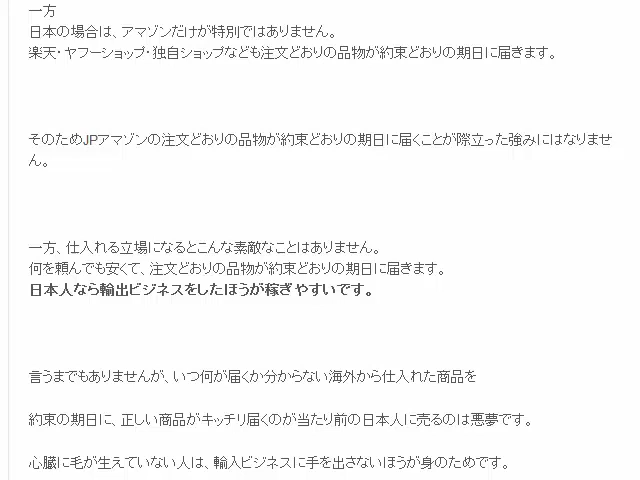 一方
日本の場合は、アマゾンだけが特別ではありません。
楽天・ヤフーショップ・独自ショップなども注文どおりの品物が約束どおりの期日に届きます。
そのためJPアマゾンの注文どおりの品物が約束どおりの期日に届くことが際立った強みにはなりませ
ん。
一方、仕入れる立場になるとこんな素敵なことはありません。
何を頼んでも安くて、注文どおりの品物が約束どおりの期日に届きます。
日本人なら輸出ビジネスをしたほうが稼ぎやすいです。
言うまでもありませんが、いつ何が届くか分からない海外から仕入れた商品を
約束の期日に、正しい商品がキッチリ届くのが当たり前の日本人に売るのは悪夢です。
心臓に毛が生えていない人は、輸入ビジネスに手を出さないほうが身のためです。